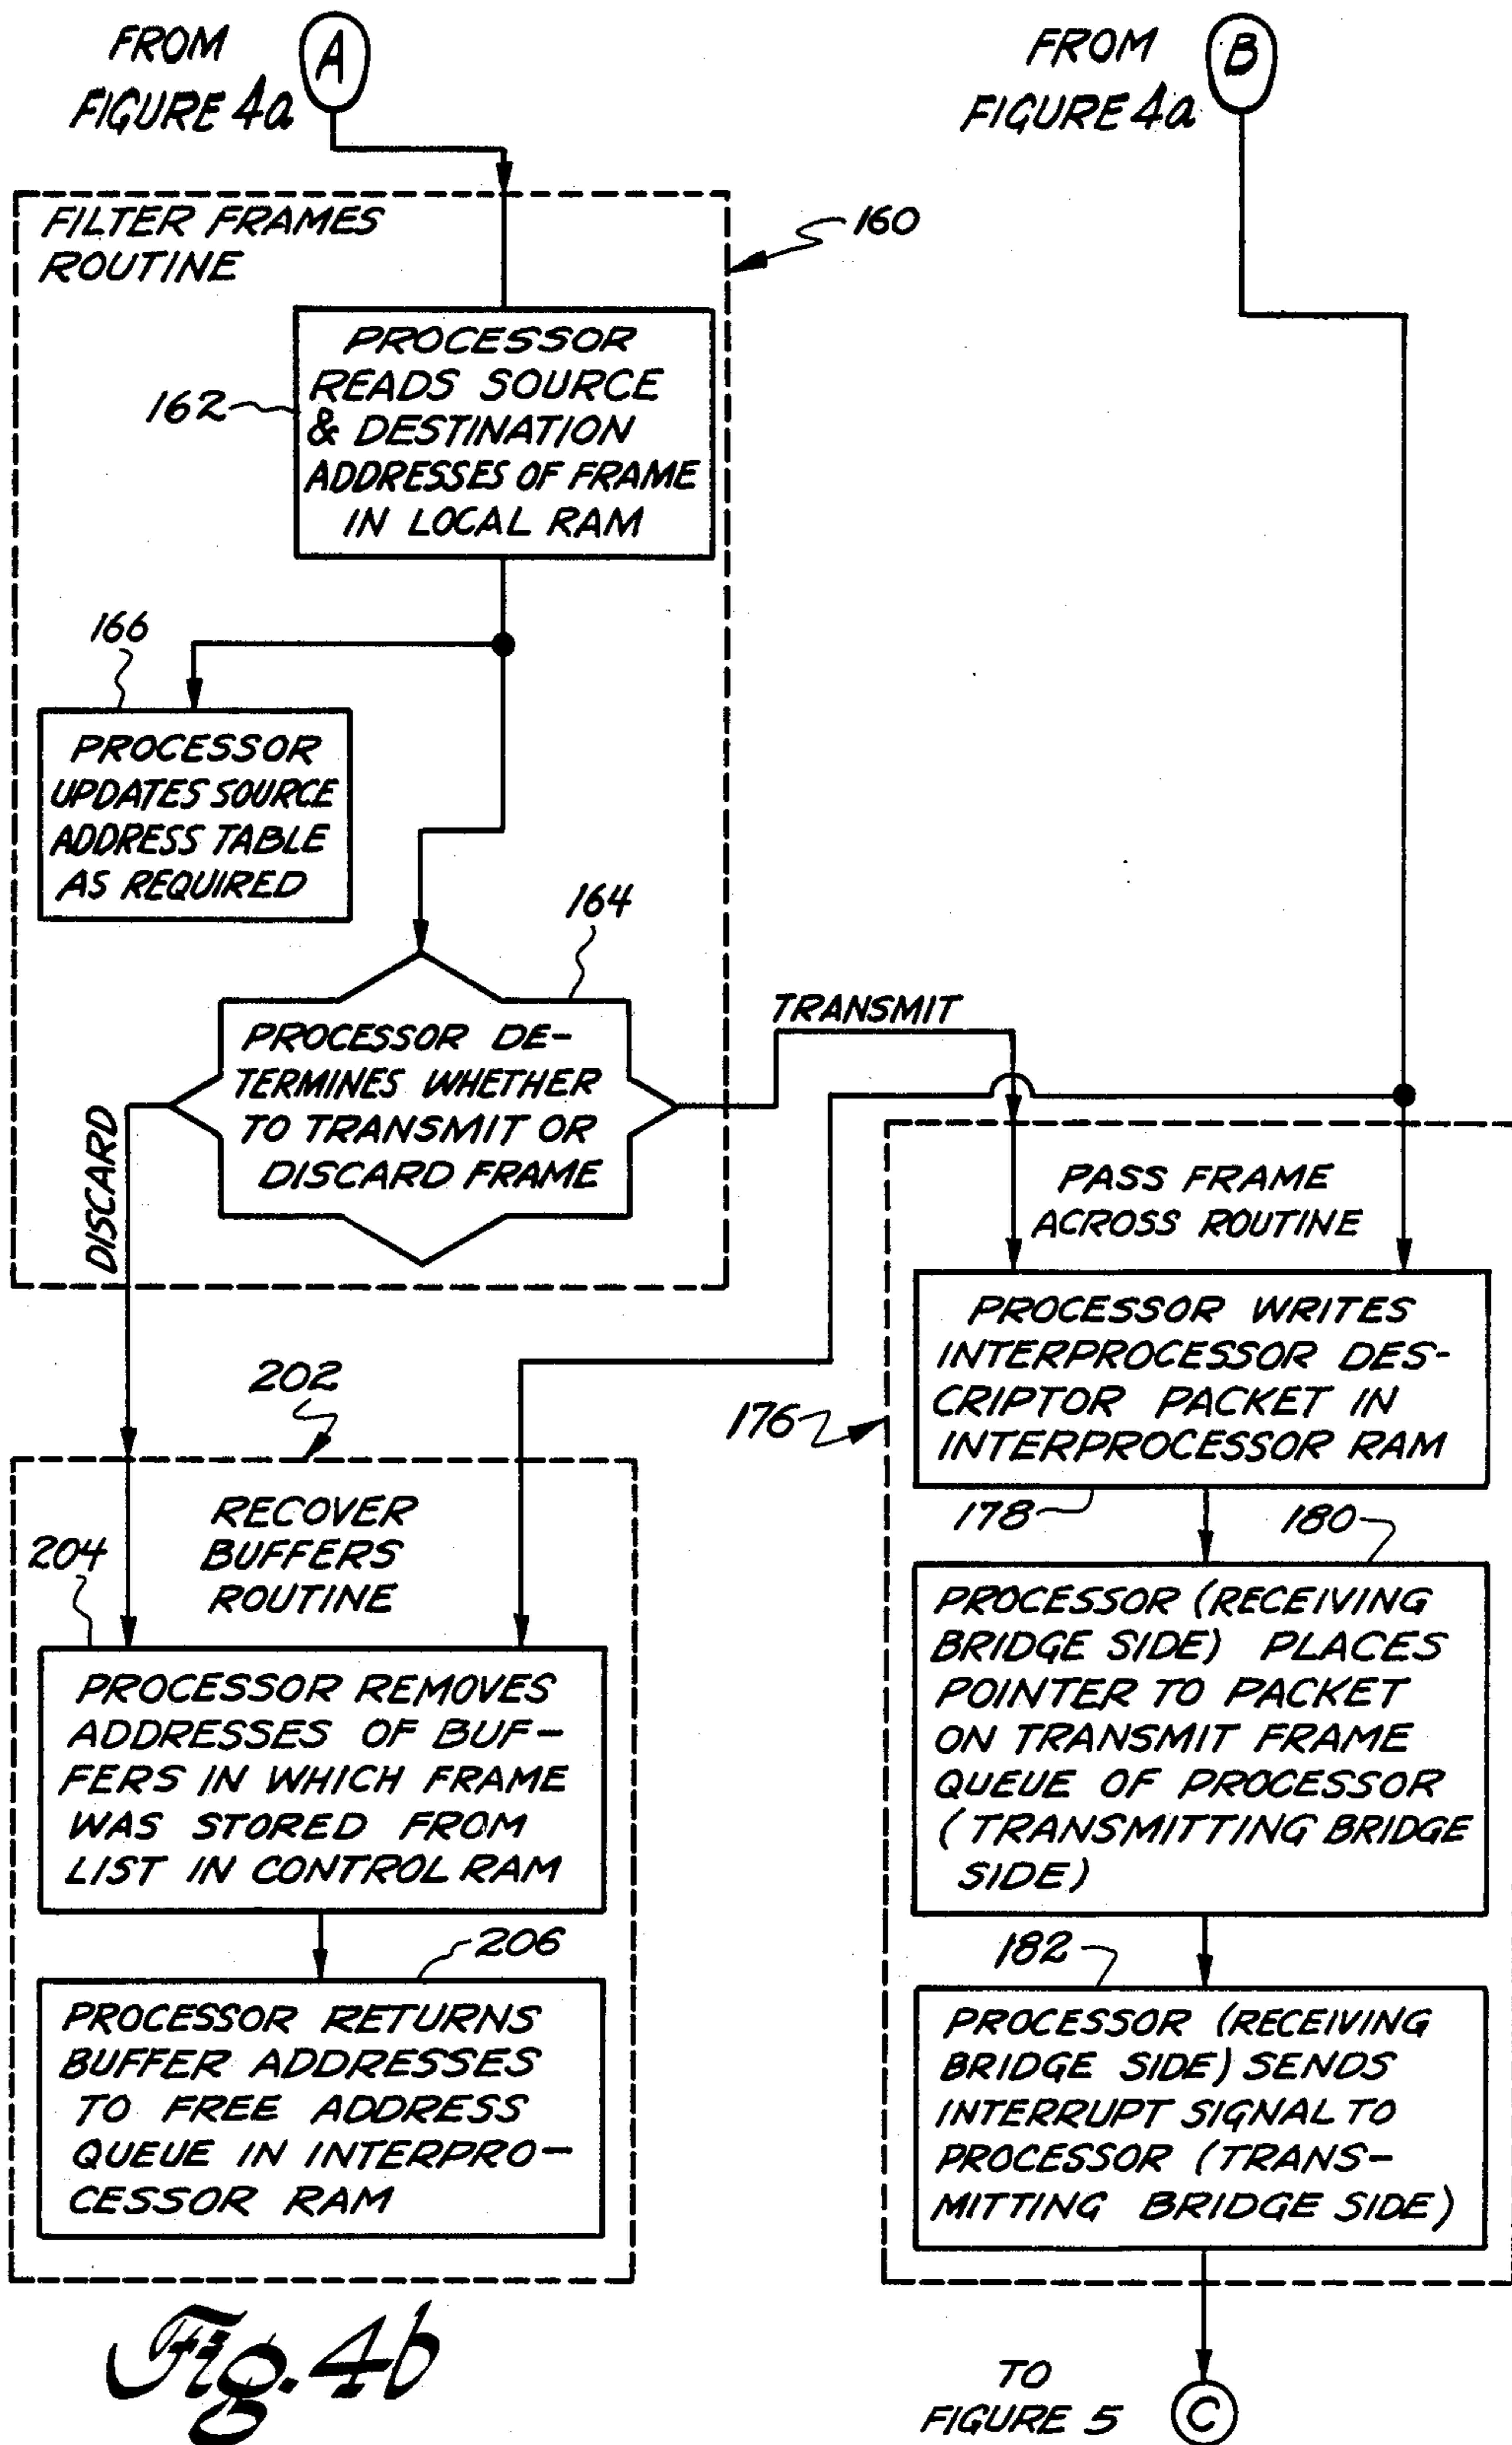 FROM
FIGURE 4a
A
FROM
FIGURE 4a
B
FILTER FRAMES
ROUTINE
160
PROCESSOR
READS SOURCE
& DESTINATION
ADDRESSES OF FRAME
IN LOCAL RAM
162
166
PROCESSOR
UPDATES SOURCE
ADDRESS TABLE
AS REQUIRED
164
PROCESSOR DE-
TERMINES WHETHER
TO TRANSMIT OR
DISCARD FRAME
TRANSMIT
DISCARD
PASS FRAME
ACROSS ROUTINE
PROCESSOR WRITES
INTERPROCESSOR DES-
CRIPTOR PACKET IN
INTERPROCESSOR RAM
176
178
180
PROCESSOR (RECEIVING
BRIDGE SIDE) PLACES
POINTER TO PACKET
ON TRANSMIT FRAME
QUEUE OF PROCESSOR
(TRANSMITTING BRIDGE
SIDE)
182
PROCESSOR (RECEIVING
BRIDGE SIDE) SENDS
INTERRUPT SIGNAL TO
PROCESSOR (TRANS-
MITTING BRIDGE SIDE)
202
RECOVER
BUFFERS
ROUTINE
204
PROCESSOR REMOVES
ADDRESSES OF BUF-
FERS IN WHICH FRAME
WAS STORED FROM
LIST IN CONTROL RAM
206
PROCESSOR RETURNS
BUFFER ADDRESSES
TO FREE ADDRESS
QUEUE IN INTERPRO-
CESSOR RAM
Fig. 4b
TO
FIGURE 5
C